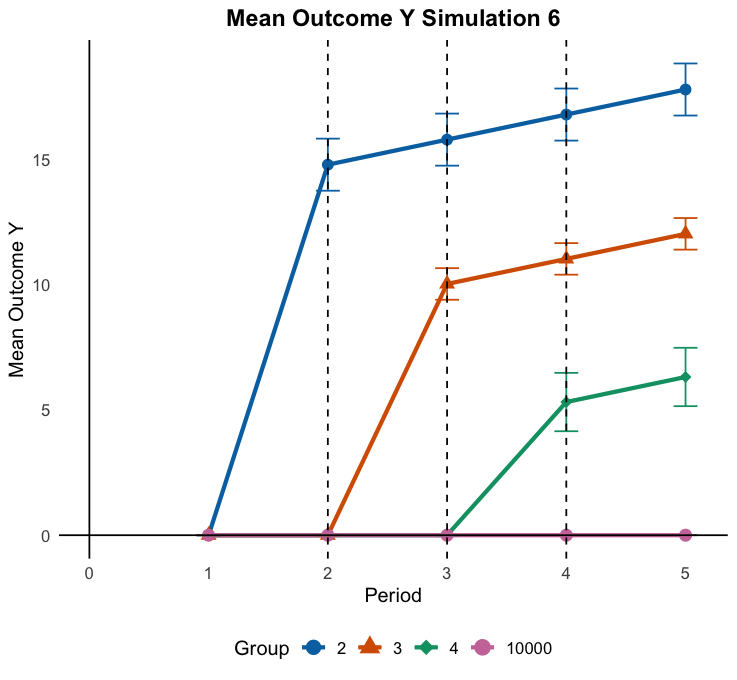 Mean Outcome Y Simulation 6
Mean Outcome Y
15
10
5
0
0 1 2 3 4 5
Period
Group 2 3 4 10000